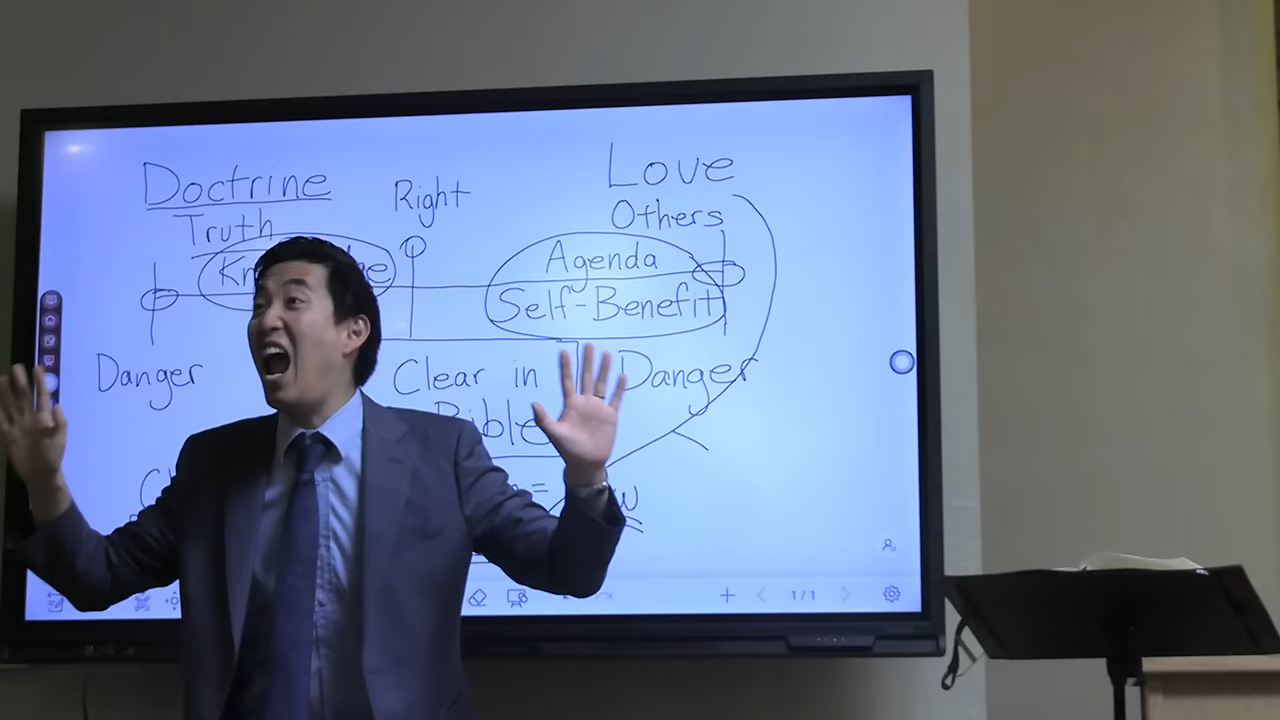 Doctrine
Right
Love
Truth
Others
Agenda
Self-Benefit
Danger
Clear in
Danger
Bible
=
1/1